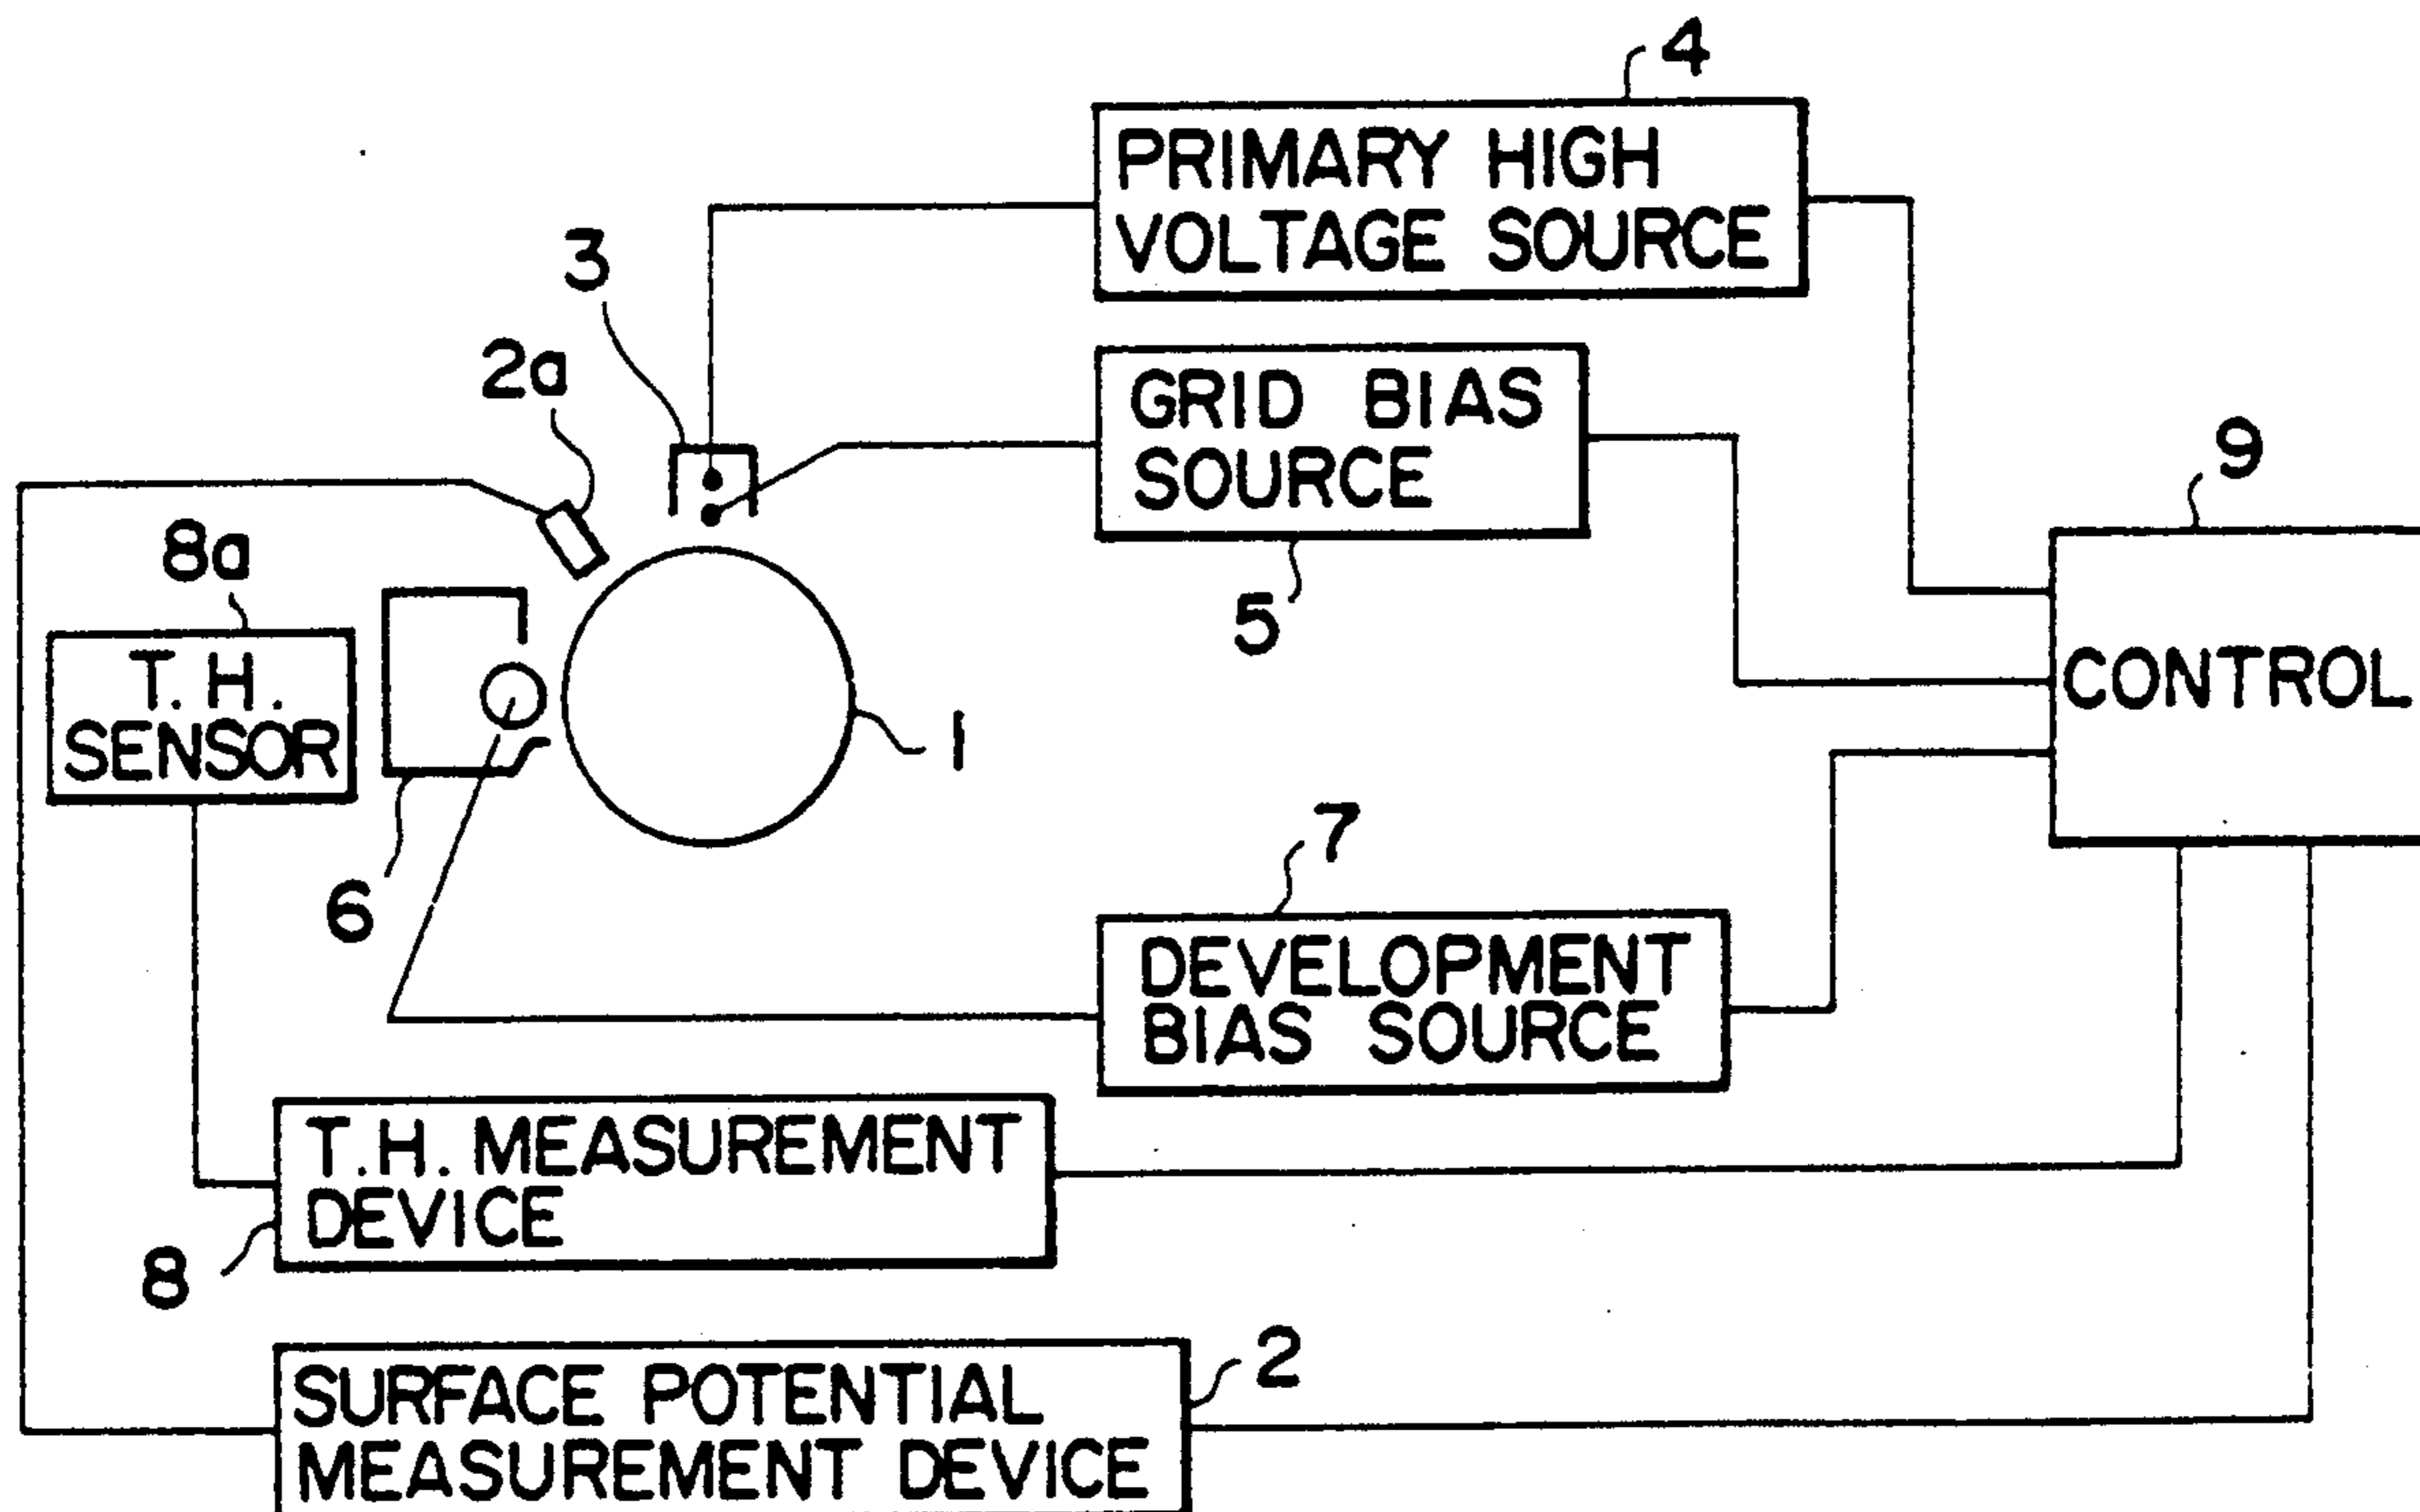 4
PRIMARY HIGH
VOLTAGE SOURCE
3
2a
GRID BIAS
SOURCE
9
8a
5
T. H.
SENSOR
CONTROL
1
7
6
DEVELOPMENT
BIAS SOURCE
T.H. MEASUREMENT
DEVICE
8
2
SURFACE POTENTIAL
MEASUREMENT DEVICE